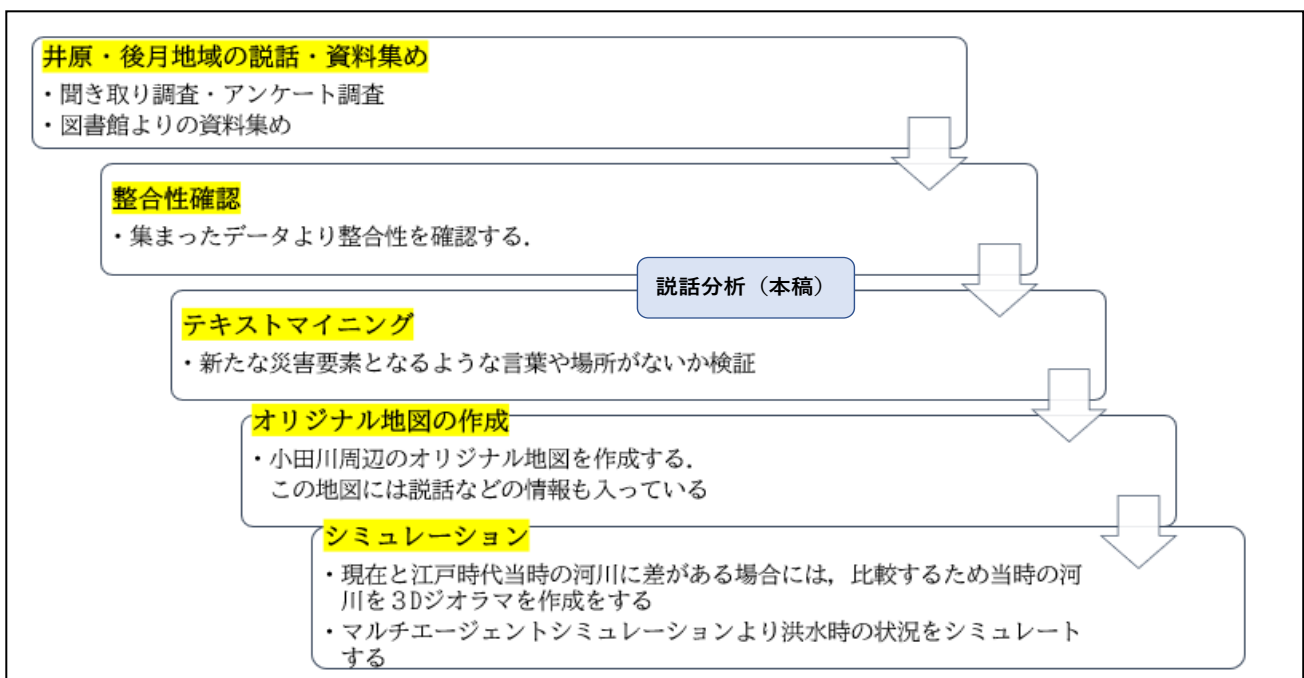 井原・後月地域の説話・資料集め
・聞き取り調査・アンケート調査
・図書館よりの資料集め
整合性確認
・集まったデータより整合性を確認する．
説話分析（本稿）
テキストマイニング
・新たな災害要素となるような言葉や場所がないか検証
オリジナル地図の作成
・小田川周辺のオリジナル地図を作成する．
この地図には説話などの情報も入っている
シミュレーション
・現在と江戸時代当時の河川に差がある場合には，比較するため当時の河
川を３Dジオラマを作成をする
・マルチエージェントシミュレーションより洪水時の状況をシミュレート
する